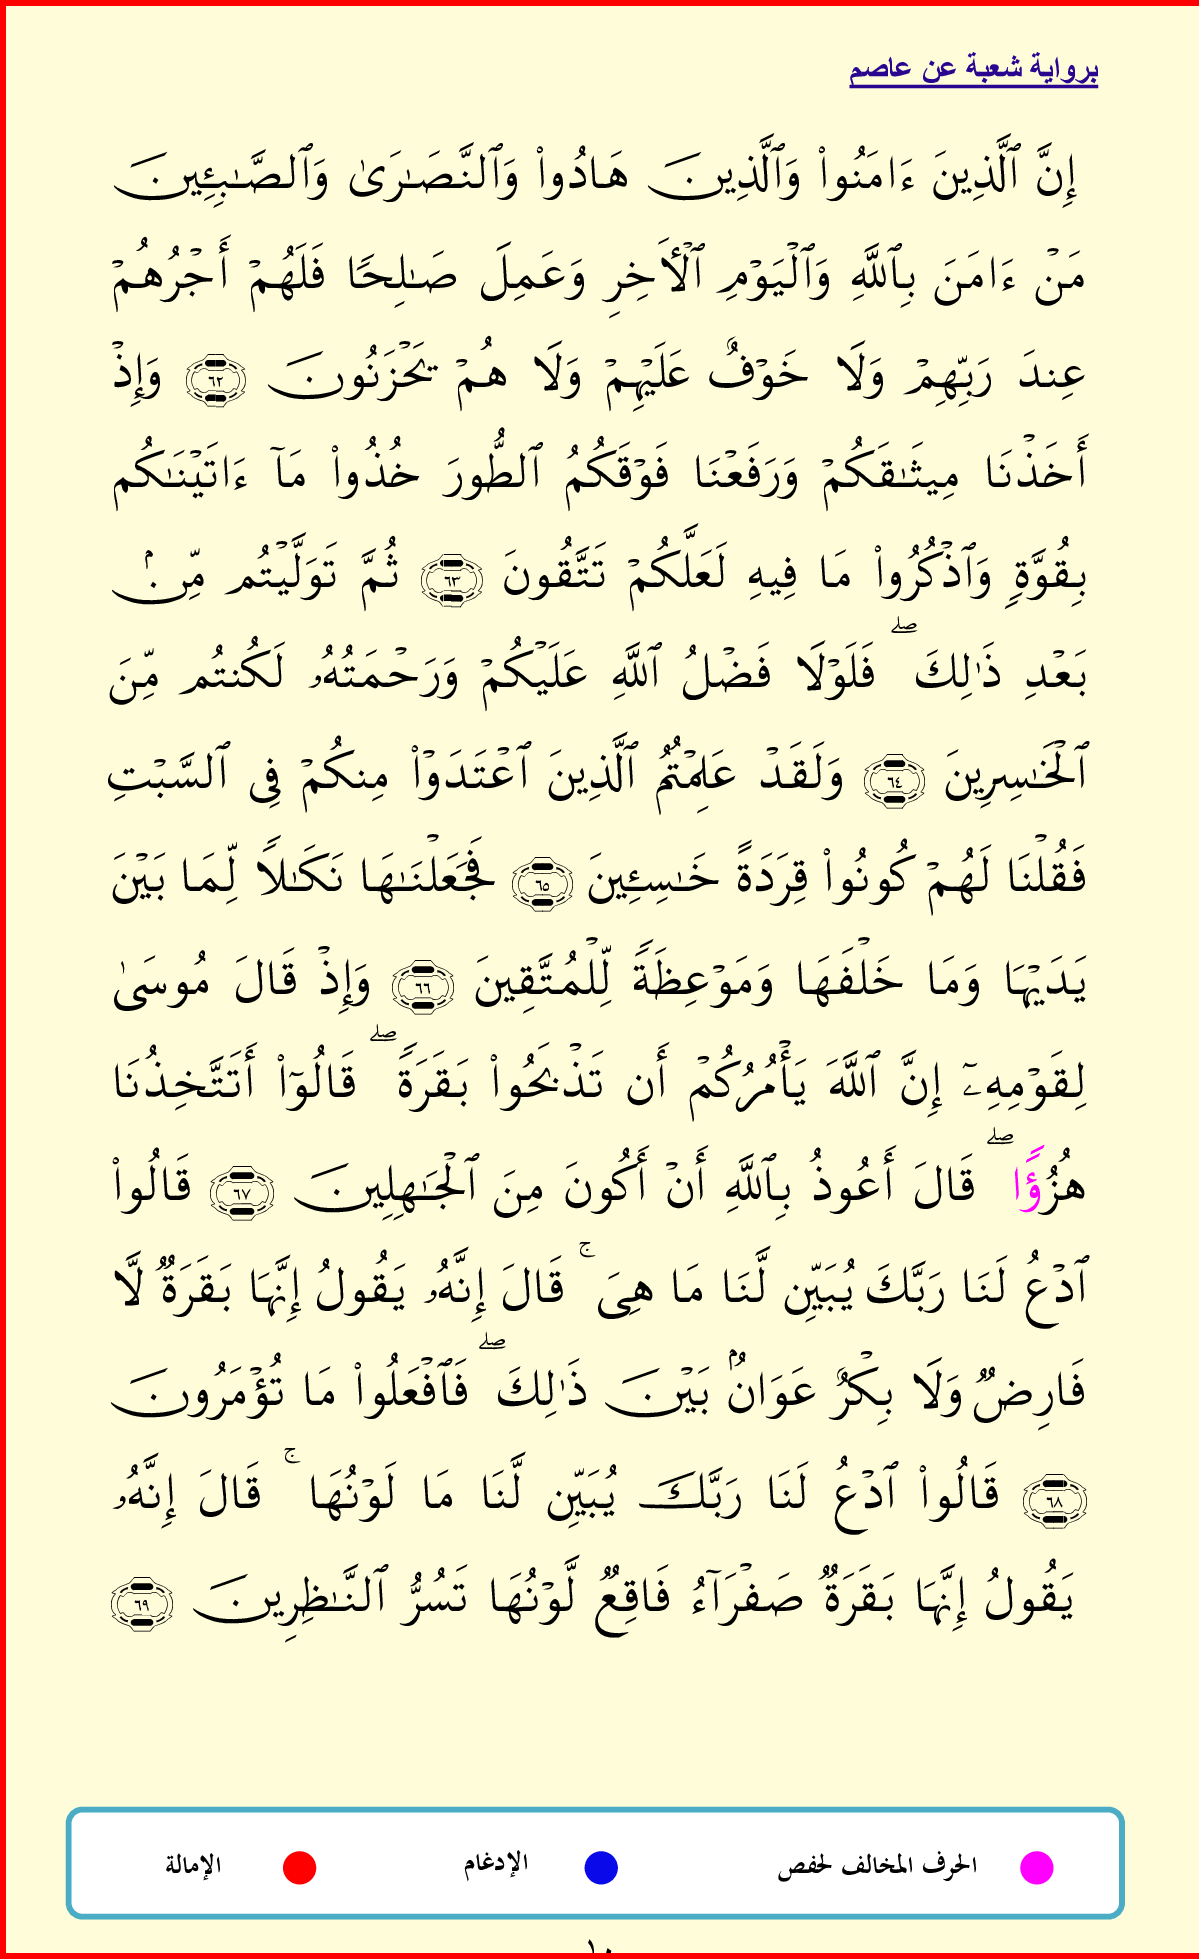 برواية شعبة عن عاصم
إِنَّ ٱلَّذِينَ ءَامَنُوا۟ وَٱلَّذِينَ هَادُوا۟ وَٱلنَّصَـٰرَىٰ وَٱلصَّـٰبِـِٔينَ
مَنْ ءَامَنَ بِٱللَّهِ وَٱلْيَوْمِ ٱلْـَٔاخِرِ وَعَمِلَ صَـٰلِحًا فَلَهُمْ أَجْرُهُمْ
عِندَ رَبِّهِمْ وَلَا خَوْفٌ عَلَيْهِمْ وَلَا هُمْ يَحْزَنُونَ ٦٢ وَإِذْ
أَخَذْنَا مِيثَـٰقَكُمْ وَرَفَعْنَا فَوْقَكُمُ ٱلطُّورَ خُذُوا۟ مَآ ءَاتَيْنَـٰكُم
بِقُوَّةٍ وَٱذْكُرُوا۟ مَا فِيهِ لَعَلَّكُمْ تَتَّقُونَ ٦٣ ثُمَّ تَوَلَّيْتُم مِّنۢ
بَعْدِ ذَٰلِكَ ۖ فَلَوْلَا فَضْلُ ٱللَّهِ عَلَيْكُمْ وَرَحْمَتُهُۥ لَكُنتُم مِّنَ
ٱلْخَـٰسِرِينَ ٦٤ وَلَقَدْ عَلِمْتُمُ ٱلَّذِينَ ٱعْتَدَوْا۟ مِنكُمْ فِى ٱلسَّبْتِ
فَقُلْنَا لَهُمْ كُونُوا۟ قِرَدَةً خَـٰسِـِٔينَ ٦٥ فَجَعَلْنَـٰهَا نَكَـٰلًا لِّمَا بَيْنَ
يَدَيْهَا وَمَا خَلْفَهَا وَمَوْعِظَةً لِّلْمُتَّقِينَ ٦٦ وَإِذْ قَالَ مُوسَىٰ
لِقَوْمِهِۦٓ إِنَّ ٱللَّهَ يَأْمُرُكُمْ أَن تَذْبَحُوا۟ بَقَرَةً ۖ قَالُوٓا۟ أَتَتَّخِذُنَا
هُزُؤًا ۖ قَالَ أَعُوذُ بِٱللَّهِ أَنْ أَكُونَ مِنَ ٱلْجَـٰهِلِينَ ٦٧ قَالُوا۟
ٱدْعُ لَنَا رَبَّكَ يُبَيِّن لَّنَا مَا هِىَ ۚ قَالَ إِنَّهُۥ يَقُولُ إِنَّهَا بَقَرَةٌ لَّا
فَارِضٌ وَلَا بِكْرٌ عَوَانٌۢ بَيْنَ ذَٰلِكَ ۖ فَٱفْعَلُوا۟ مَا تُؤْمَرُونَ
٦٨ قَالُوا۟ ٱدْعُ لَنَا رَبَّكَ يُبَيِّن لَّنَا مَا لَوْنُهَا ۚ قَالَ إِنَّهُۥ
يَقُولُ إِنَّهَا بَقَرَةٌ صَفْرَآءُ فَاقِعٌ لَّوْنُهَا تَسُرُّ ٱلنَّـٰظِرِينَ ٦٩
الحرف المخالف لحفص الإدغام الإمالة
١٠